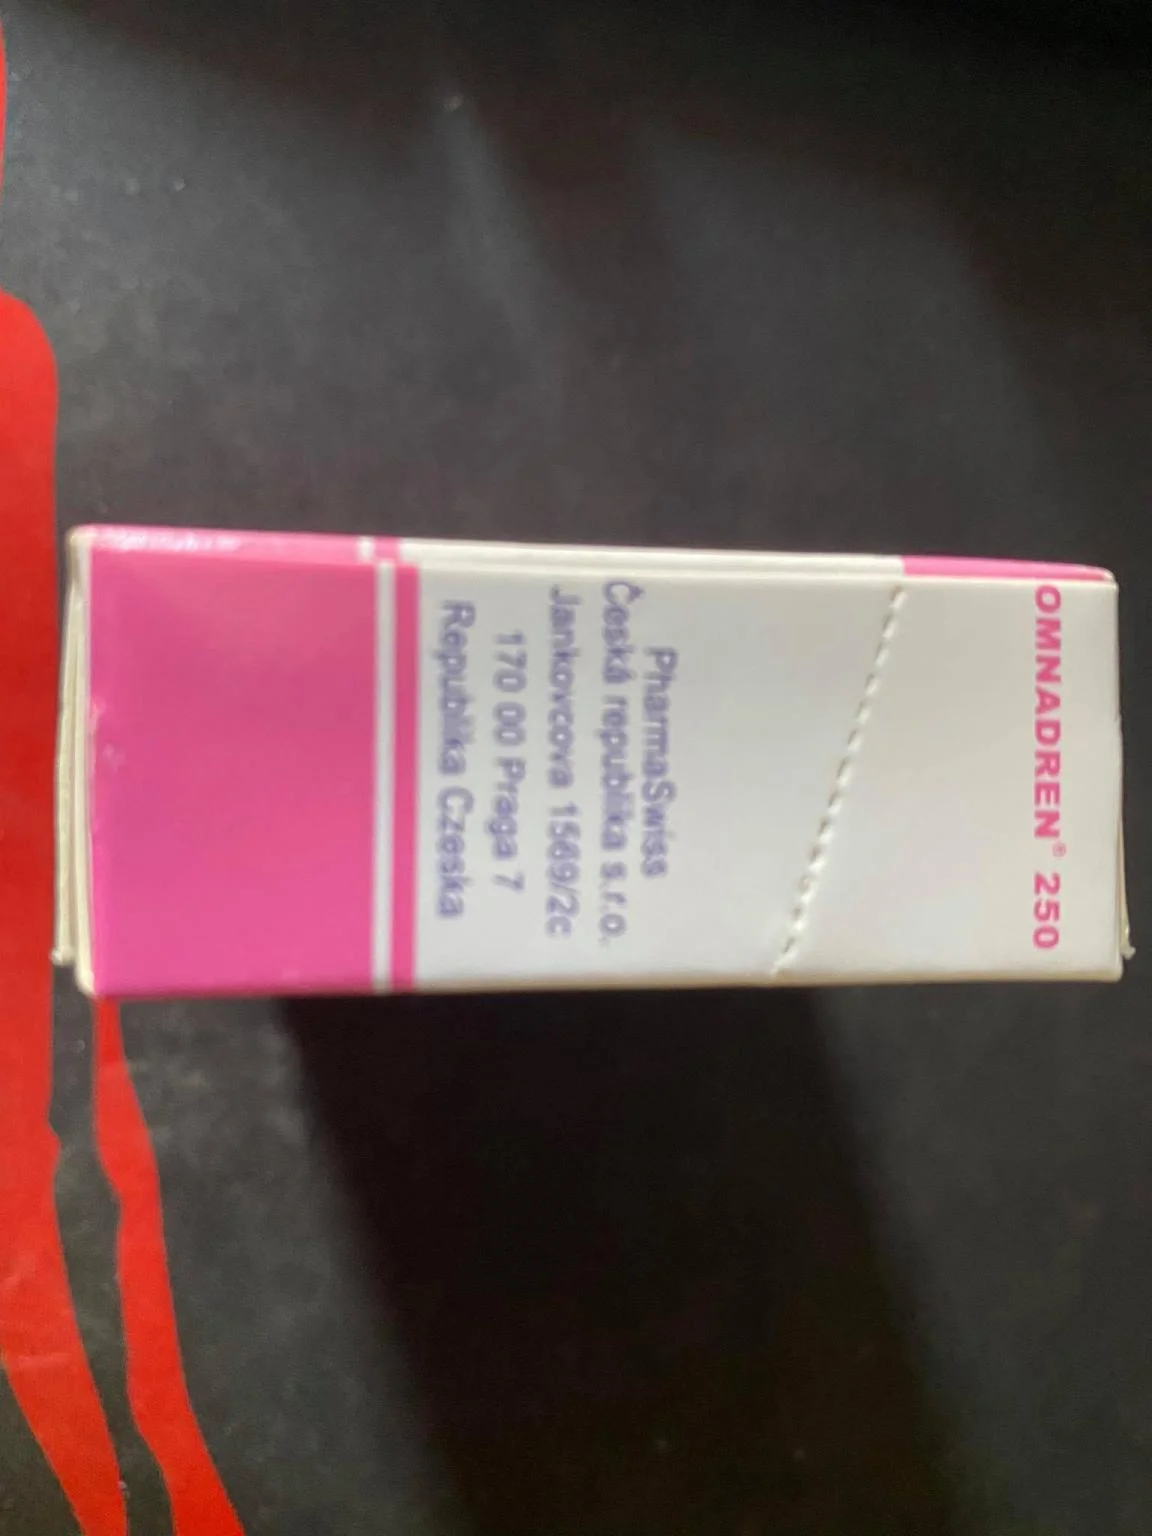 OMNADREN® 250
PharmaSwiss
Česká republika s.r.o.
Jankovcova 1569/2c
170 00 Praga 7
Republika Czeska